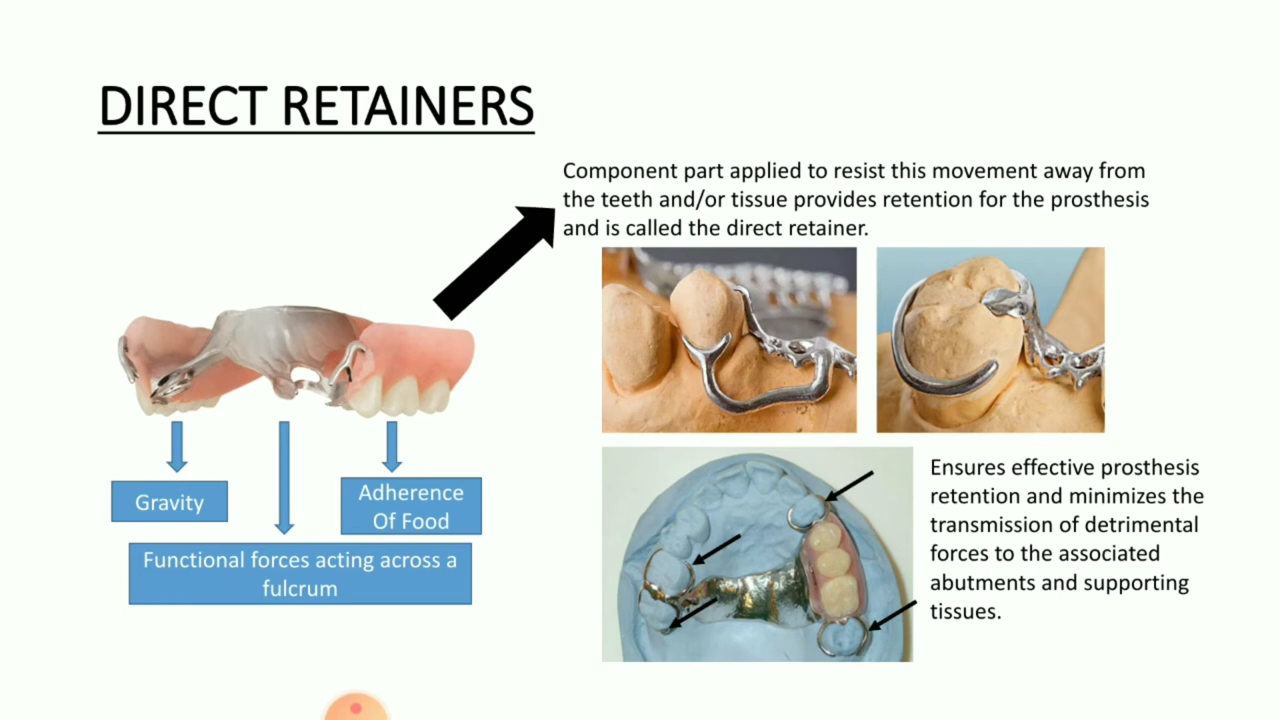 DIRECT RETAINERS
Component part applied to resist this movement away from
the teeth and/or tissue provides retention for the prosthesis
and is called the direct retainer.
Gravity
Adherence
Of Food
Functional forces acting across a
fulcrum
Ensures effective prosthesis
retention and minimizes the
transmission of detrimental
forces to the associated
abutments and supporting
tissues.